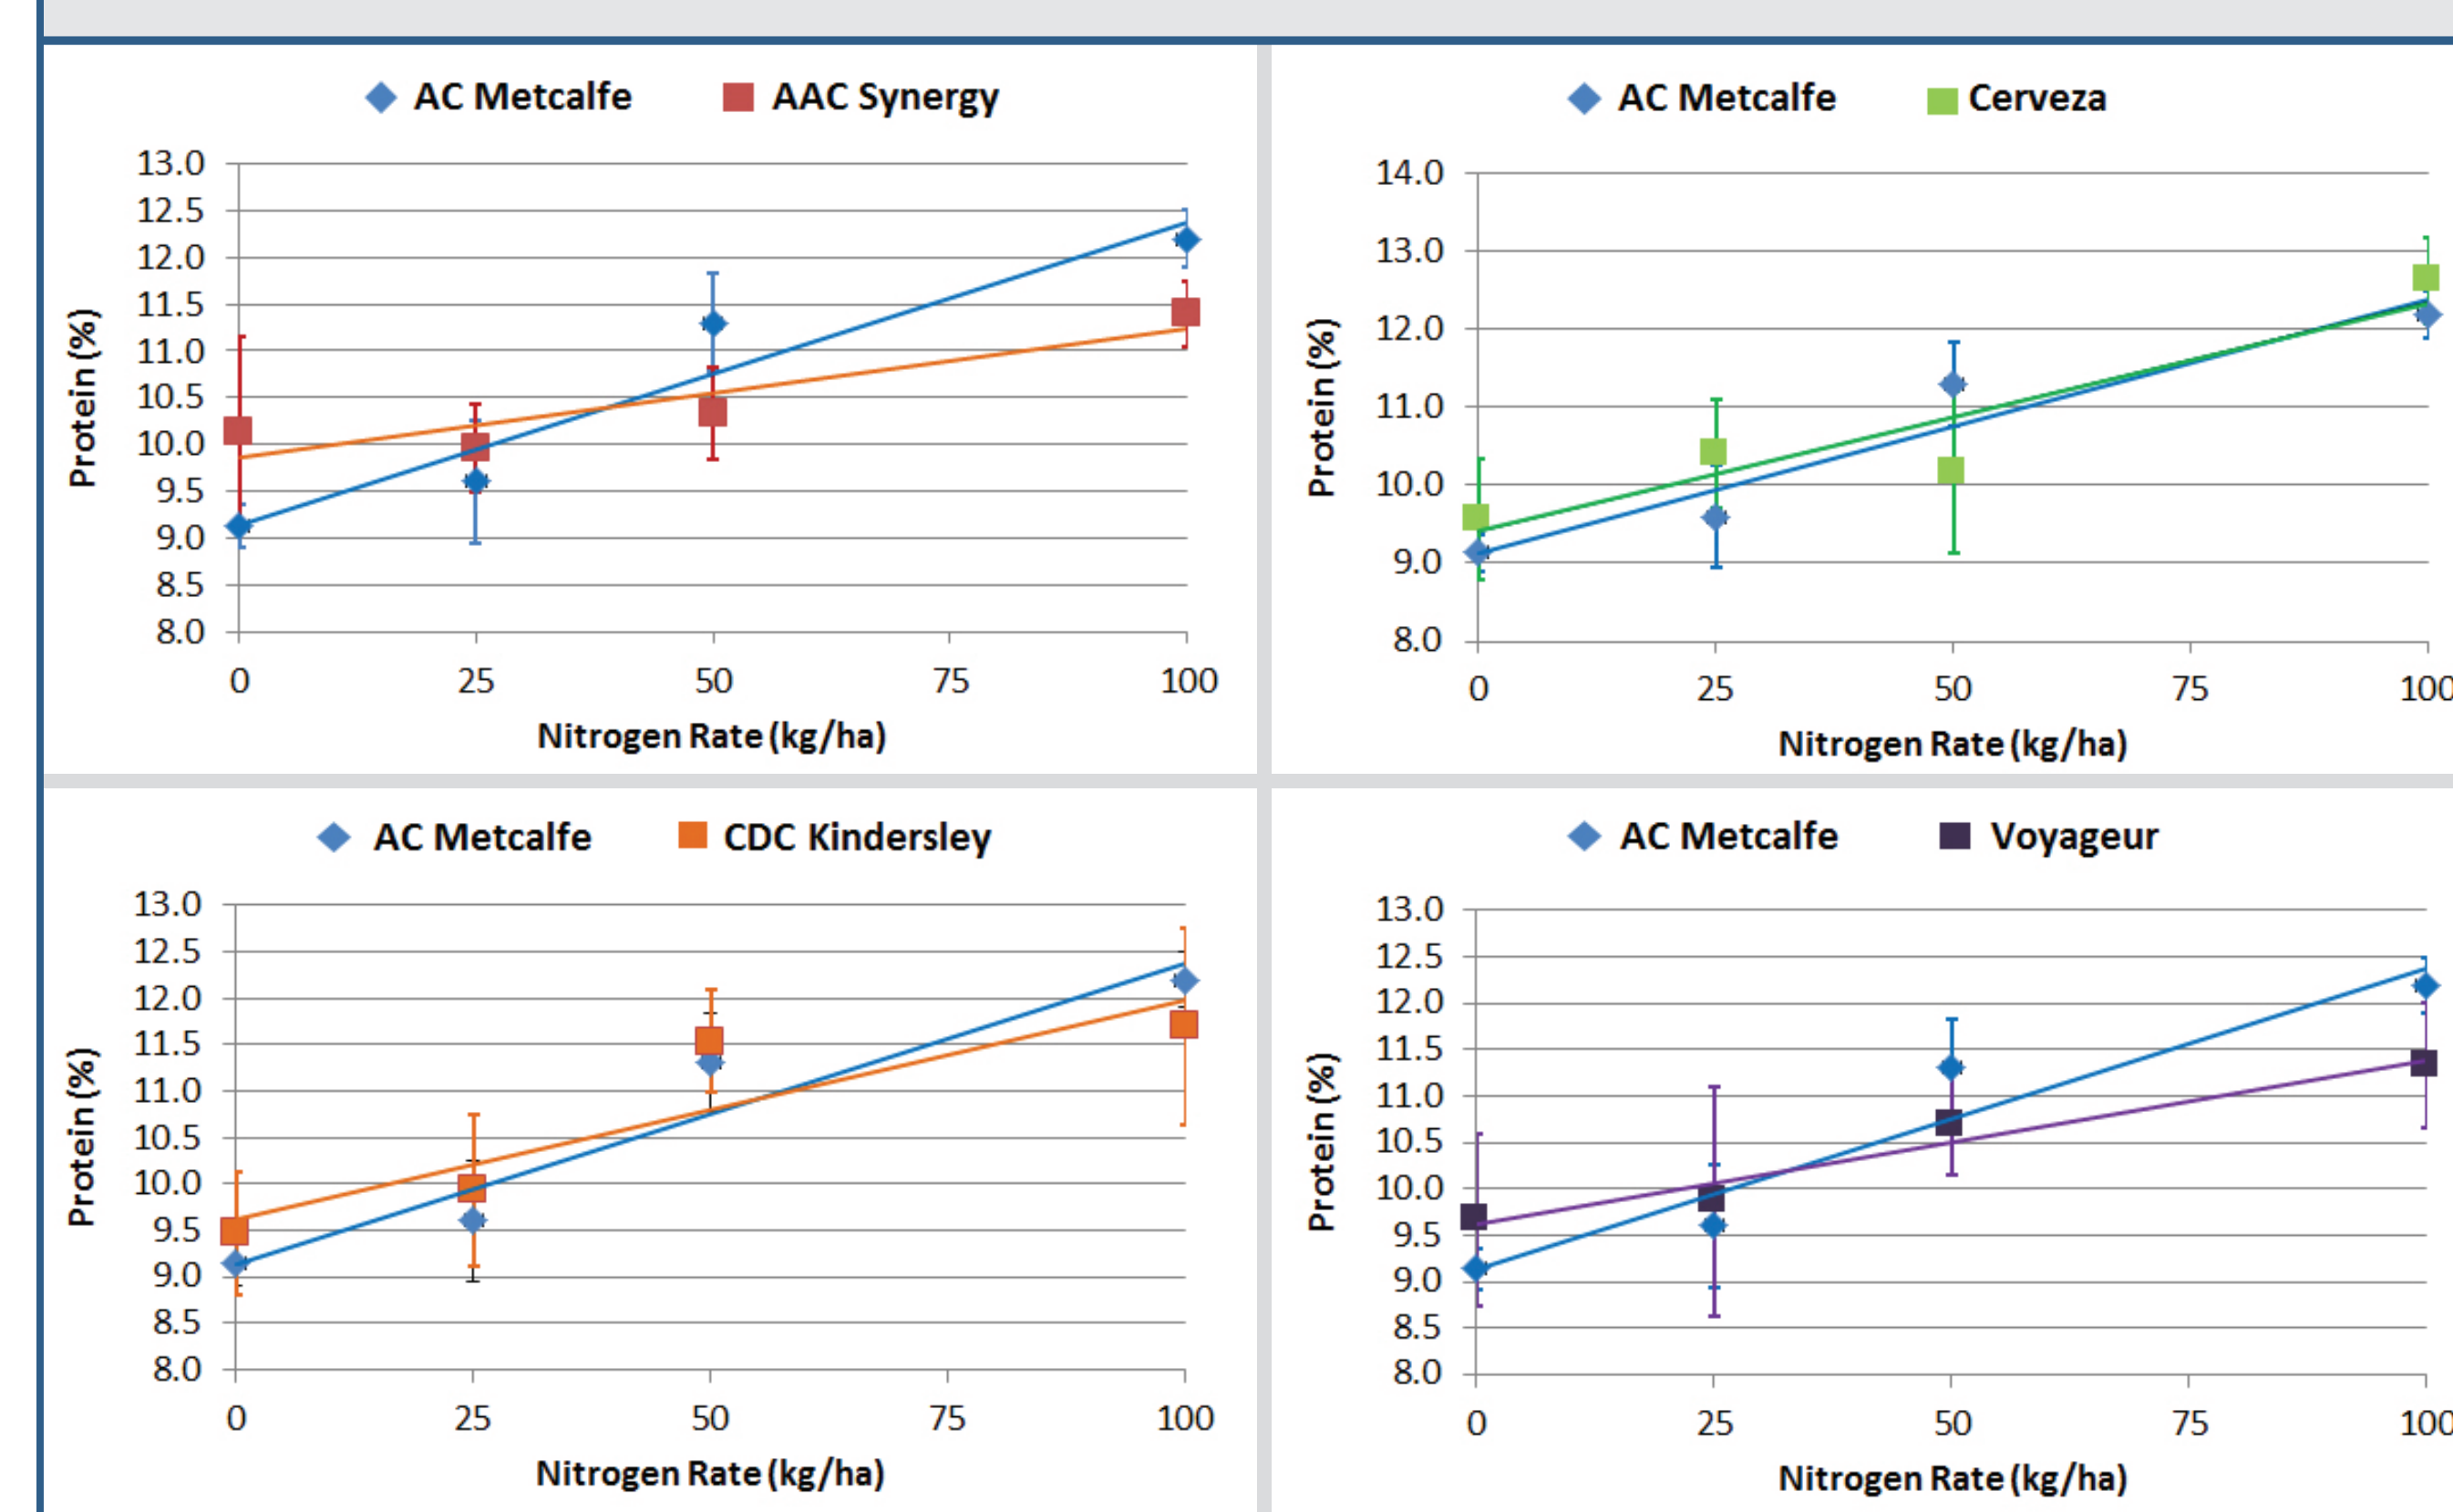 AC Metcalfe AAC Synergy
13.0
12.5
12.0
11.5
11.0
10.5
10.0
9.5
9.0
8.5
8.0
Protein (%)
0 25 50 75 100
Nitrogen Rate (kg/ha)
AC Metcalfe Cerveza
14.0
13.0
12.0
11.0
10.0
9.0
8.0
Protein (%)
0 25 50 75 100
Nitrogen Rate (kg/ha)
AC Metcalfe CDC Kindersley
13.0
12.5
12.0
11.5
11.0
10.5
10.0
9.5
9.0
8.5
8.0
Protein (%)
0 25 50 75 100
Nitrogen Rate (kg/ha)
AC Metcalfe Voyageur
13.0
12.5
12.0
11.5
11.0
10.5
10.0
9.5
9.0
8.5
8.0
Protein (%)
0 25 50 75 100
Nitrogen Rate (kg/ha)